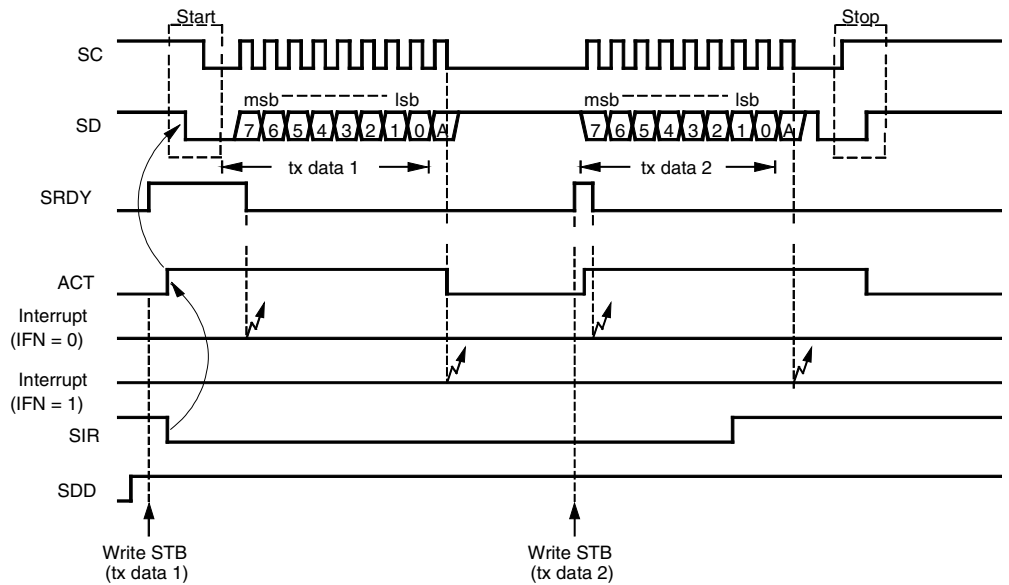 Start
Stop
SC
msb lsb
msb lsb
SD
7 6 5 4 3 2 1 0 A
7 6 5 4 3 2 1 0 A
tx data 1
tx data 2
SRDY
ACT
Interrupt
(IFN = 0)
Interrupt
(IFN = 1)
SIR
SDD
Write STB
(tx data 1)
Write STB
(tx data 2)